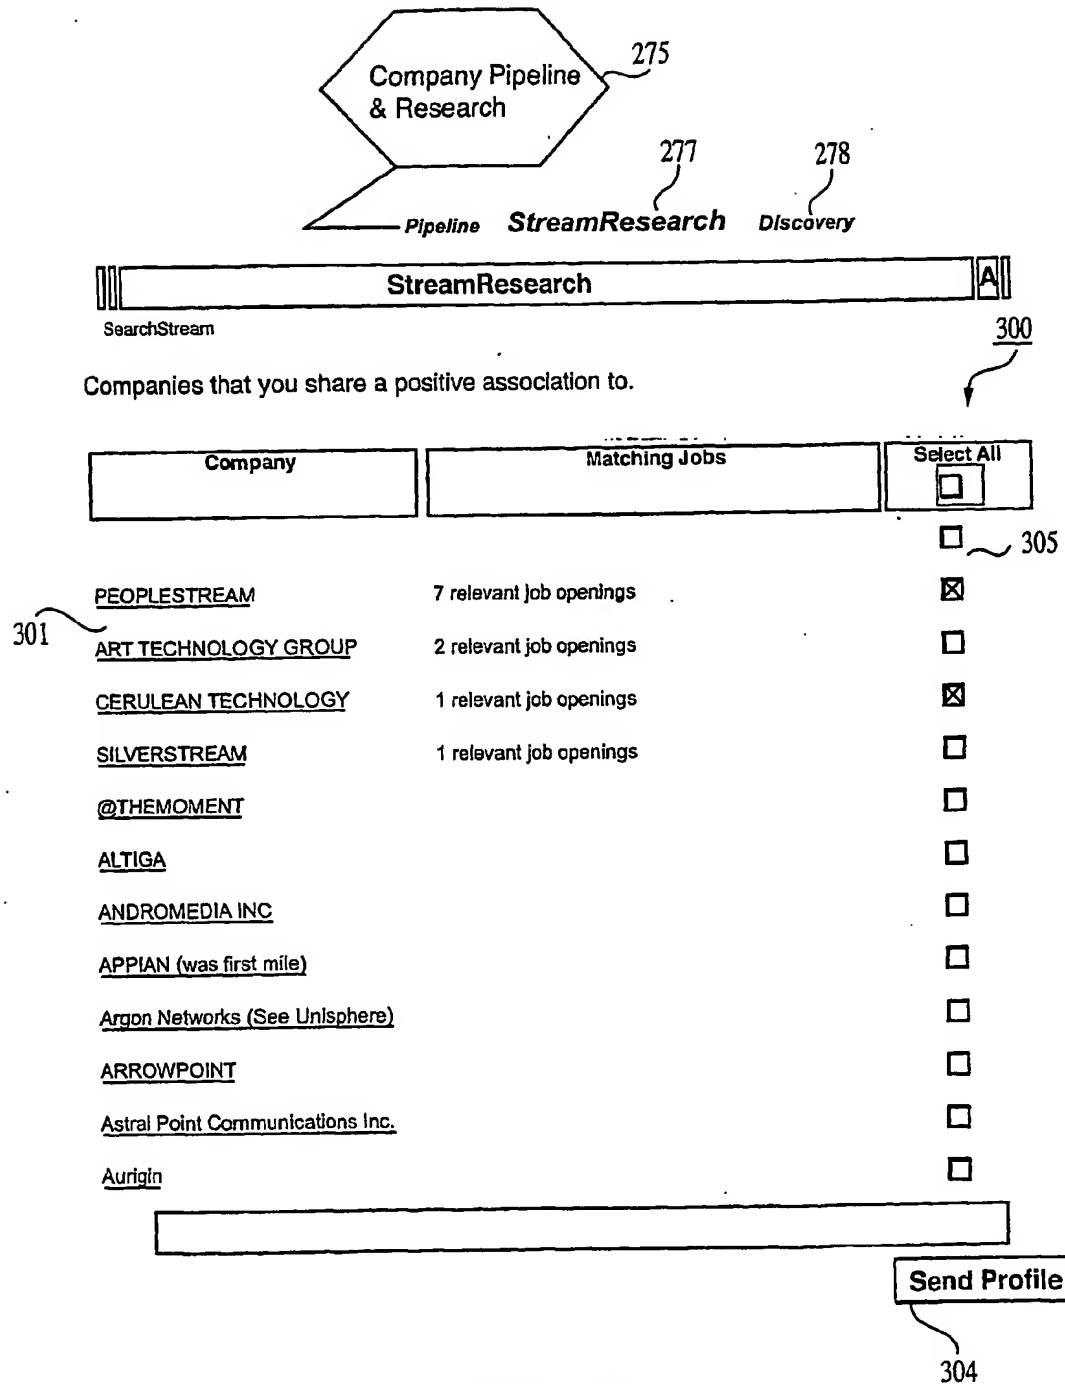 Company Pipeline
& Research
275
277
278
Pipeline StreamResearch Discovery
StreamResearch A
SearchStream
300
Companies that you share a positive association to.
Company Matching Jobs Select All
305
PEOPLESTREAM 7 relevant job openings
301
ART TECHNOLOGY GROUP 2 relevant job openings
CERULEAN TECHNOLOGY 1 relevant job openings
SILVERSTREAM 1 relevant job openings
@THEMOMENT
ALTIGA
ANDROMEDIA INC
APPIAN (was first mile)
Argon Networks (See Unisphere)
ARROWPOINT
Astral Point Communications Inc.
Aurigin
Send Profile
304